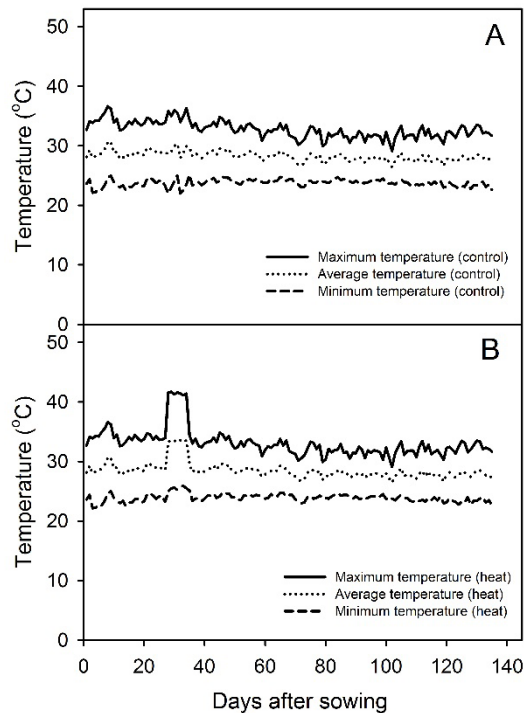 A
50
40
30
20
10
0
Temperature (°C)
Maximum temperature (control)
Average temperature (control)
Minimum temperature (control)
B
50
40
30
20
10
0
Temperature (°C)
Maximum temperature (heat)
Average temperature (heat)
Minimum temperature (heat)
0 20 40 60 80 100 120 140
Days after sowing